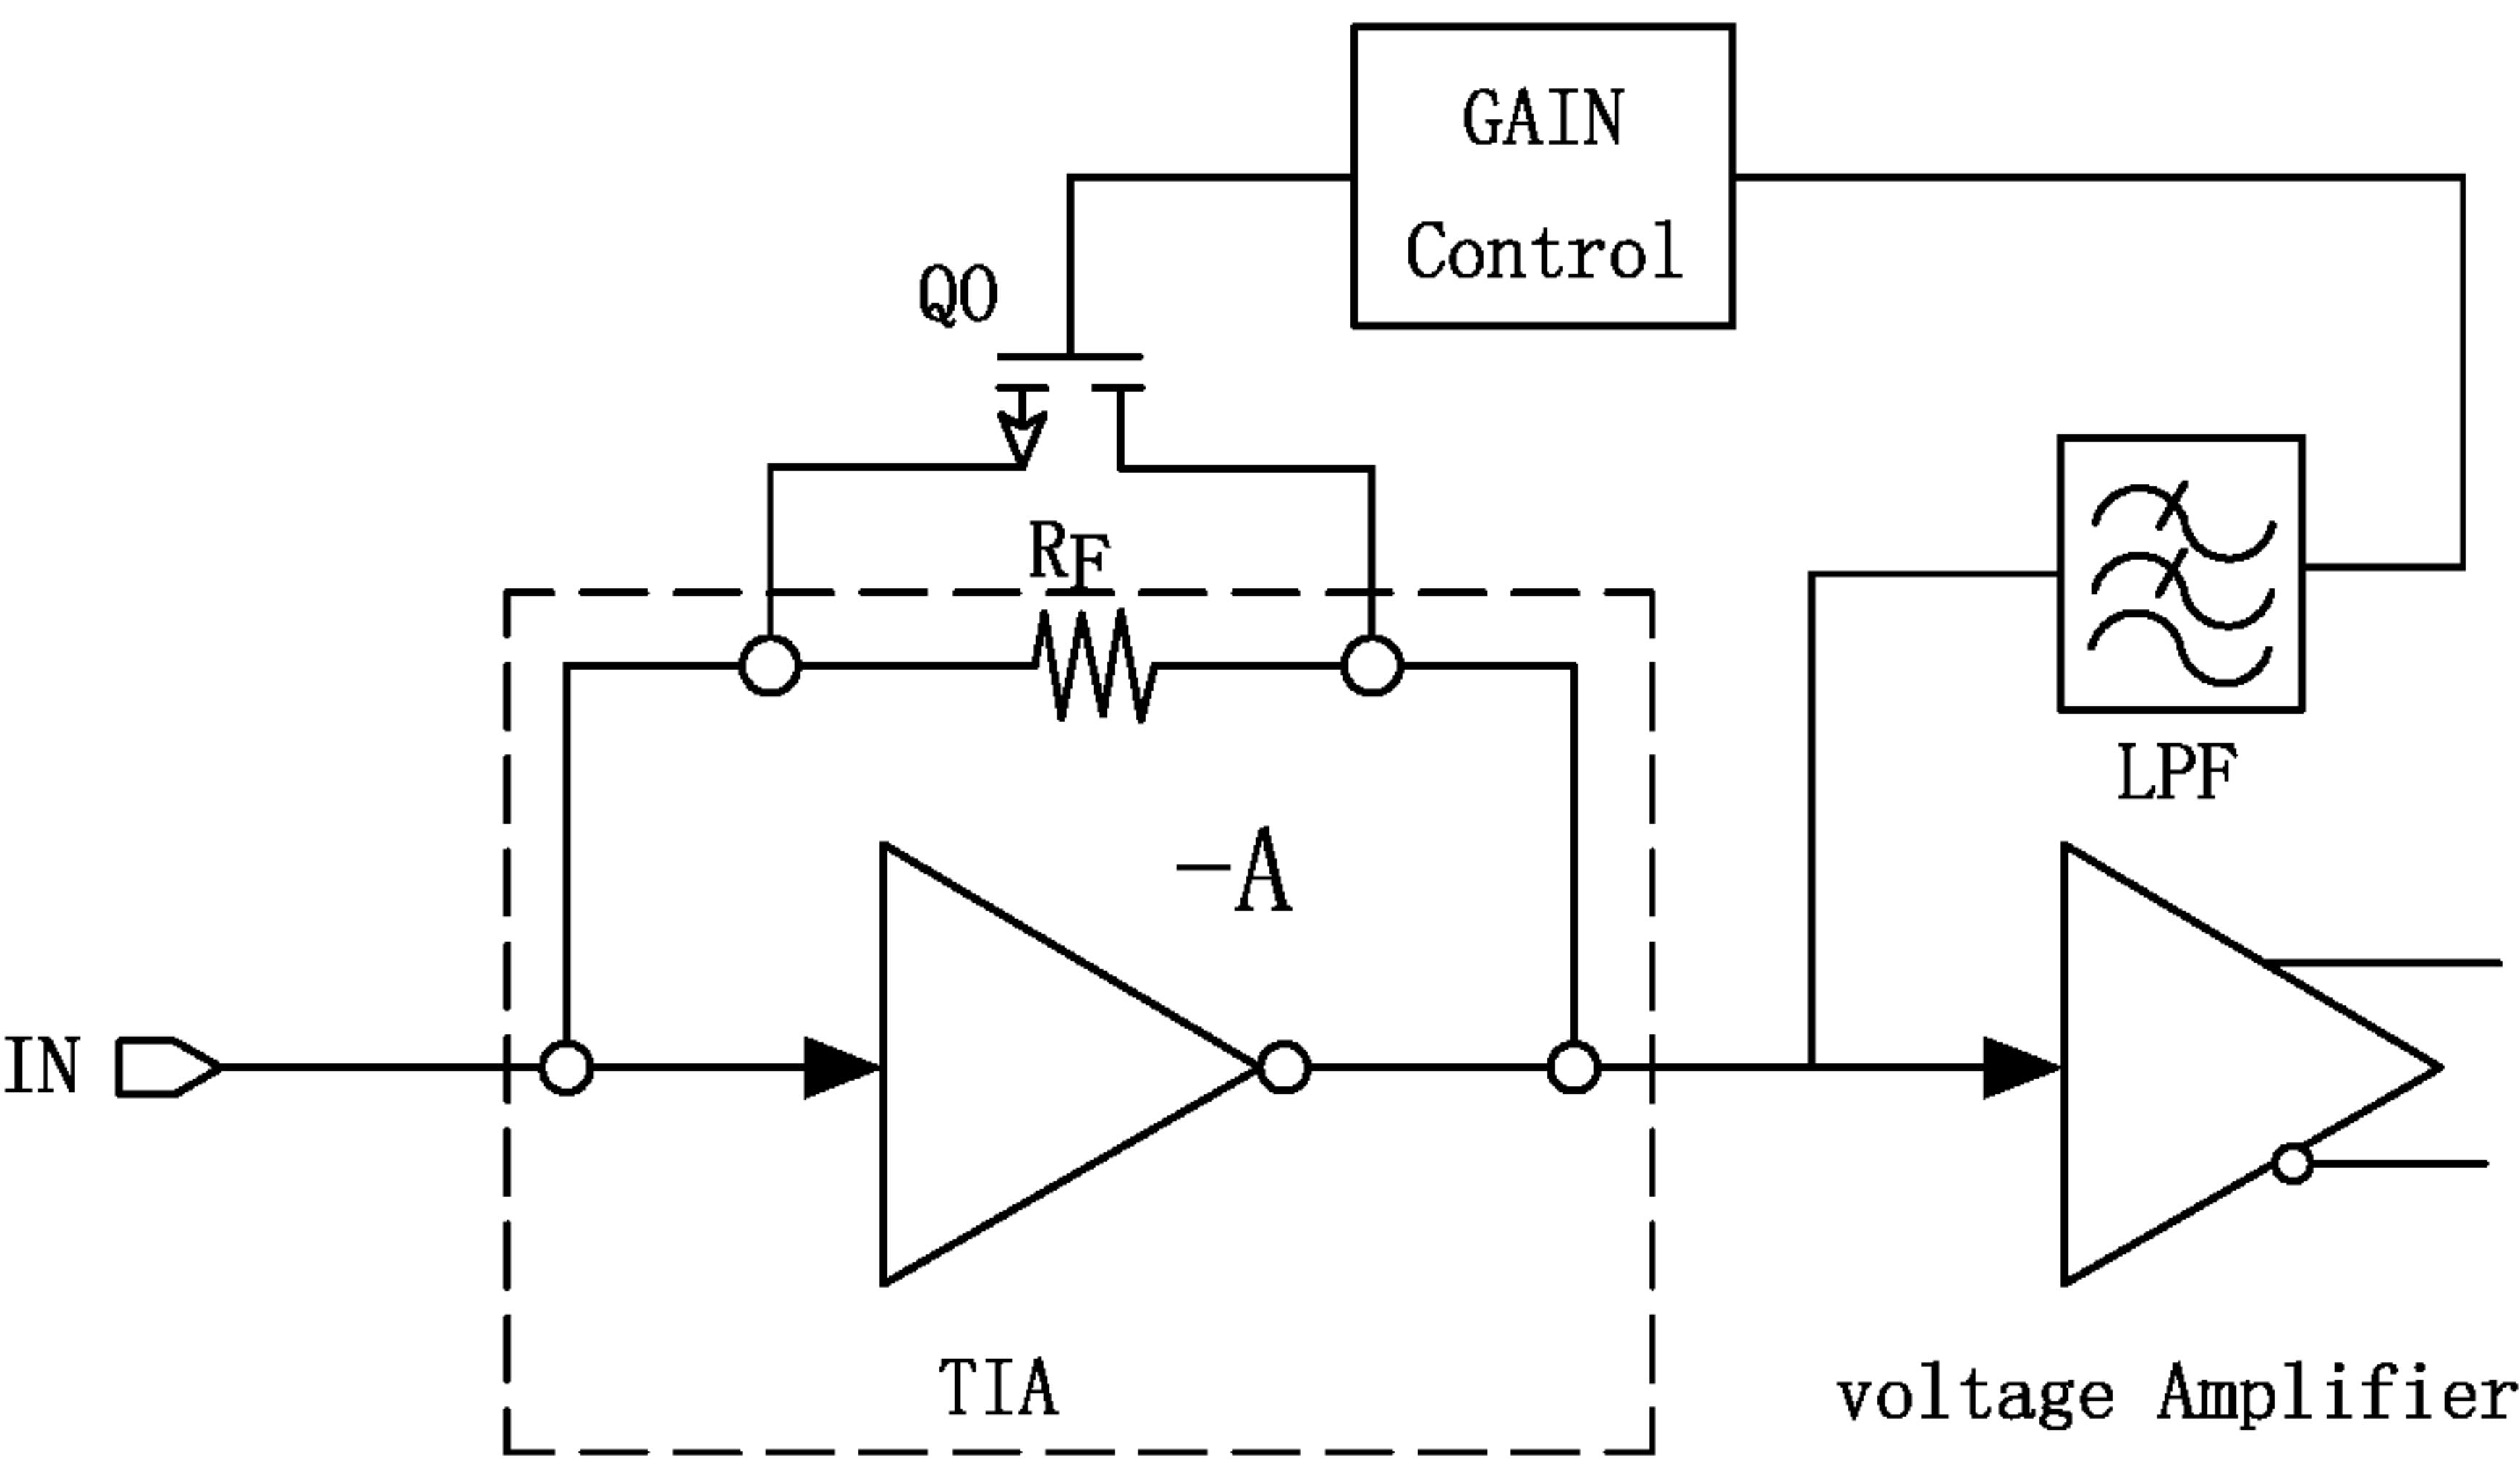 GAIN
Control
Q0
RF
LPF
-A
IN
TIA
voltage Amplifier